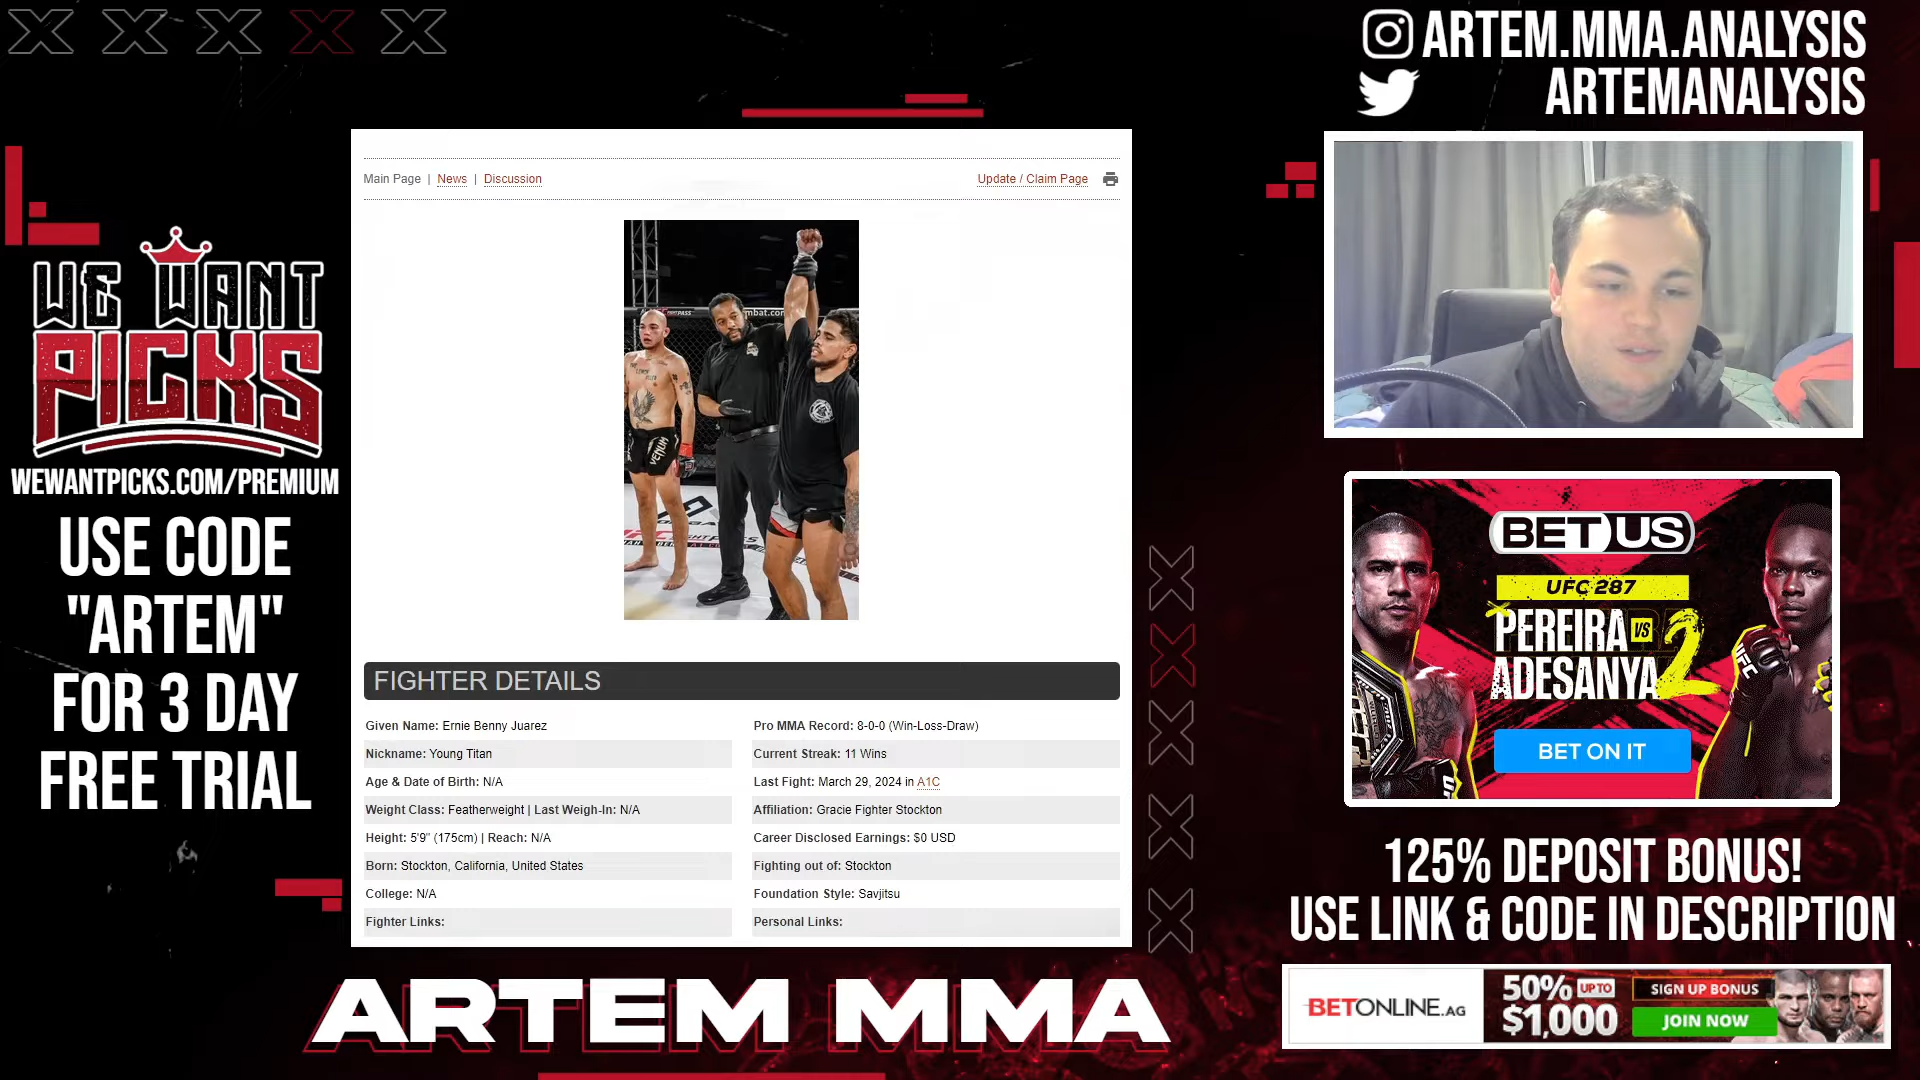 ARTEM.MMA.ANALYSIS
ARTEMANALYSIS
WE WANT
PICKS
WEWANTPICKS.COM/PREMIUM
USE CODE
"ARTEM"
FOR 3 DAY
FREE TRIAL
Main Page | News | Discussion
Update / Claim Page
VENUM
FIGHTER DETAILS
Given Name: Ernie Benny Juarez
Pro MMA Record: 8-0-0 (Win-Loss-Draw)
Nickname: Young Titan
Current Streak: 11 Wins
Age & Date of Birth: N/A
Last Fight: March 29, 2024 in A1C
Weight Class: Featherweight | Last Weigh-In: N/A
Affiliation: Gracie Fighter Stockton
Height: 5'9" (175cm) | Reach: N/A
Career Disclosed Earnings: $0 USD
Born: Stockton, California, United States
Fighting out of: Stockton
College: N/A
Foundation Style: Savjitsu
Fighter Links:
Personal Links:
ARTEM MMA
BETUS
UFC 287
PEREIRA VS
ADESANYA 2
UFC
BET ON IT
125% DEPOSIT BONUS!
USE LINK & CODE IN DESCRIPTION
BETONLINE.AG
50% UP TO
$1,000
SIGN UP BONUS
JOIN NOW